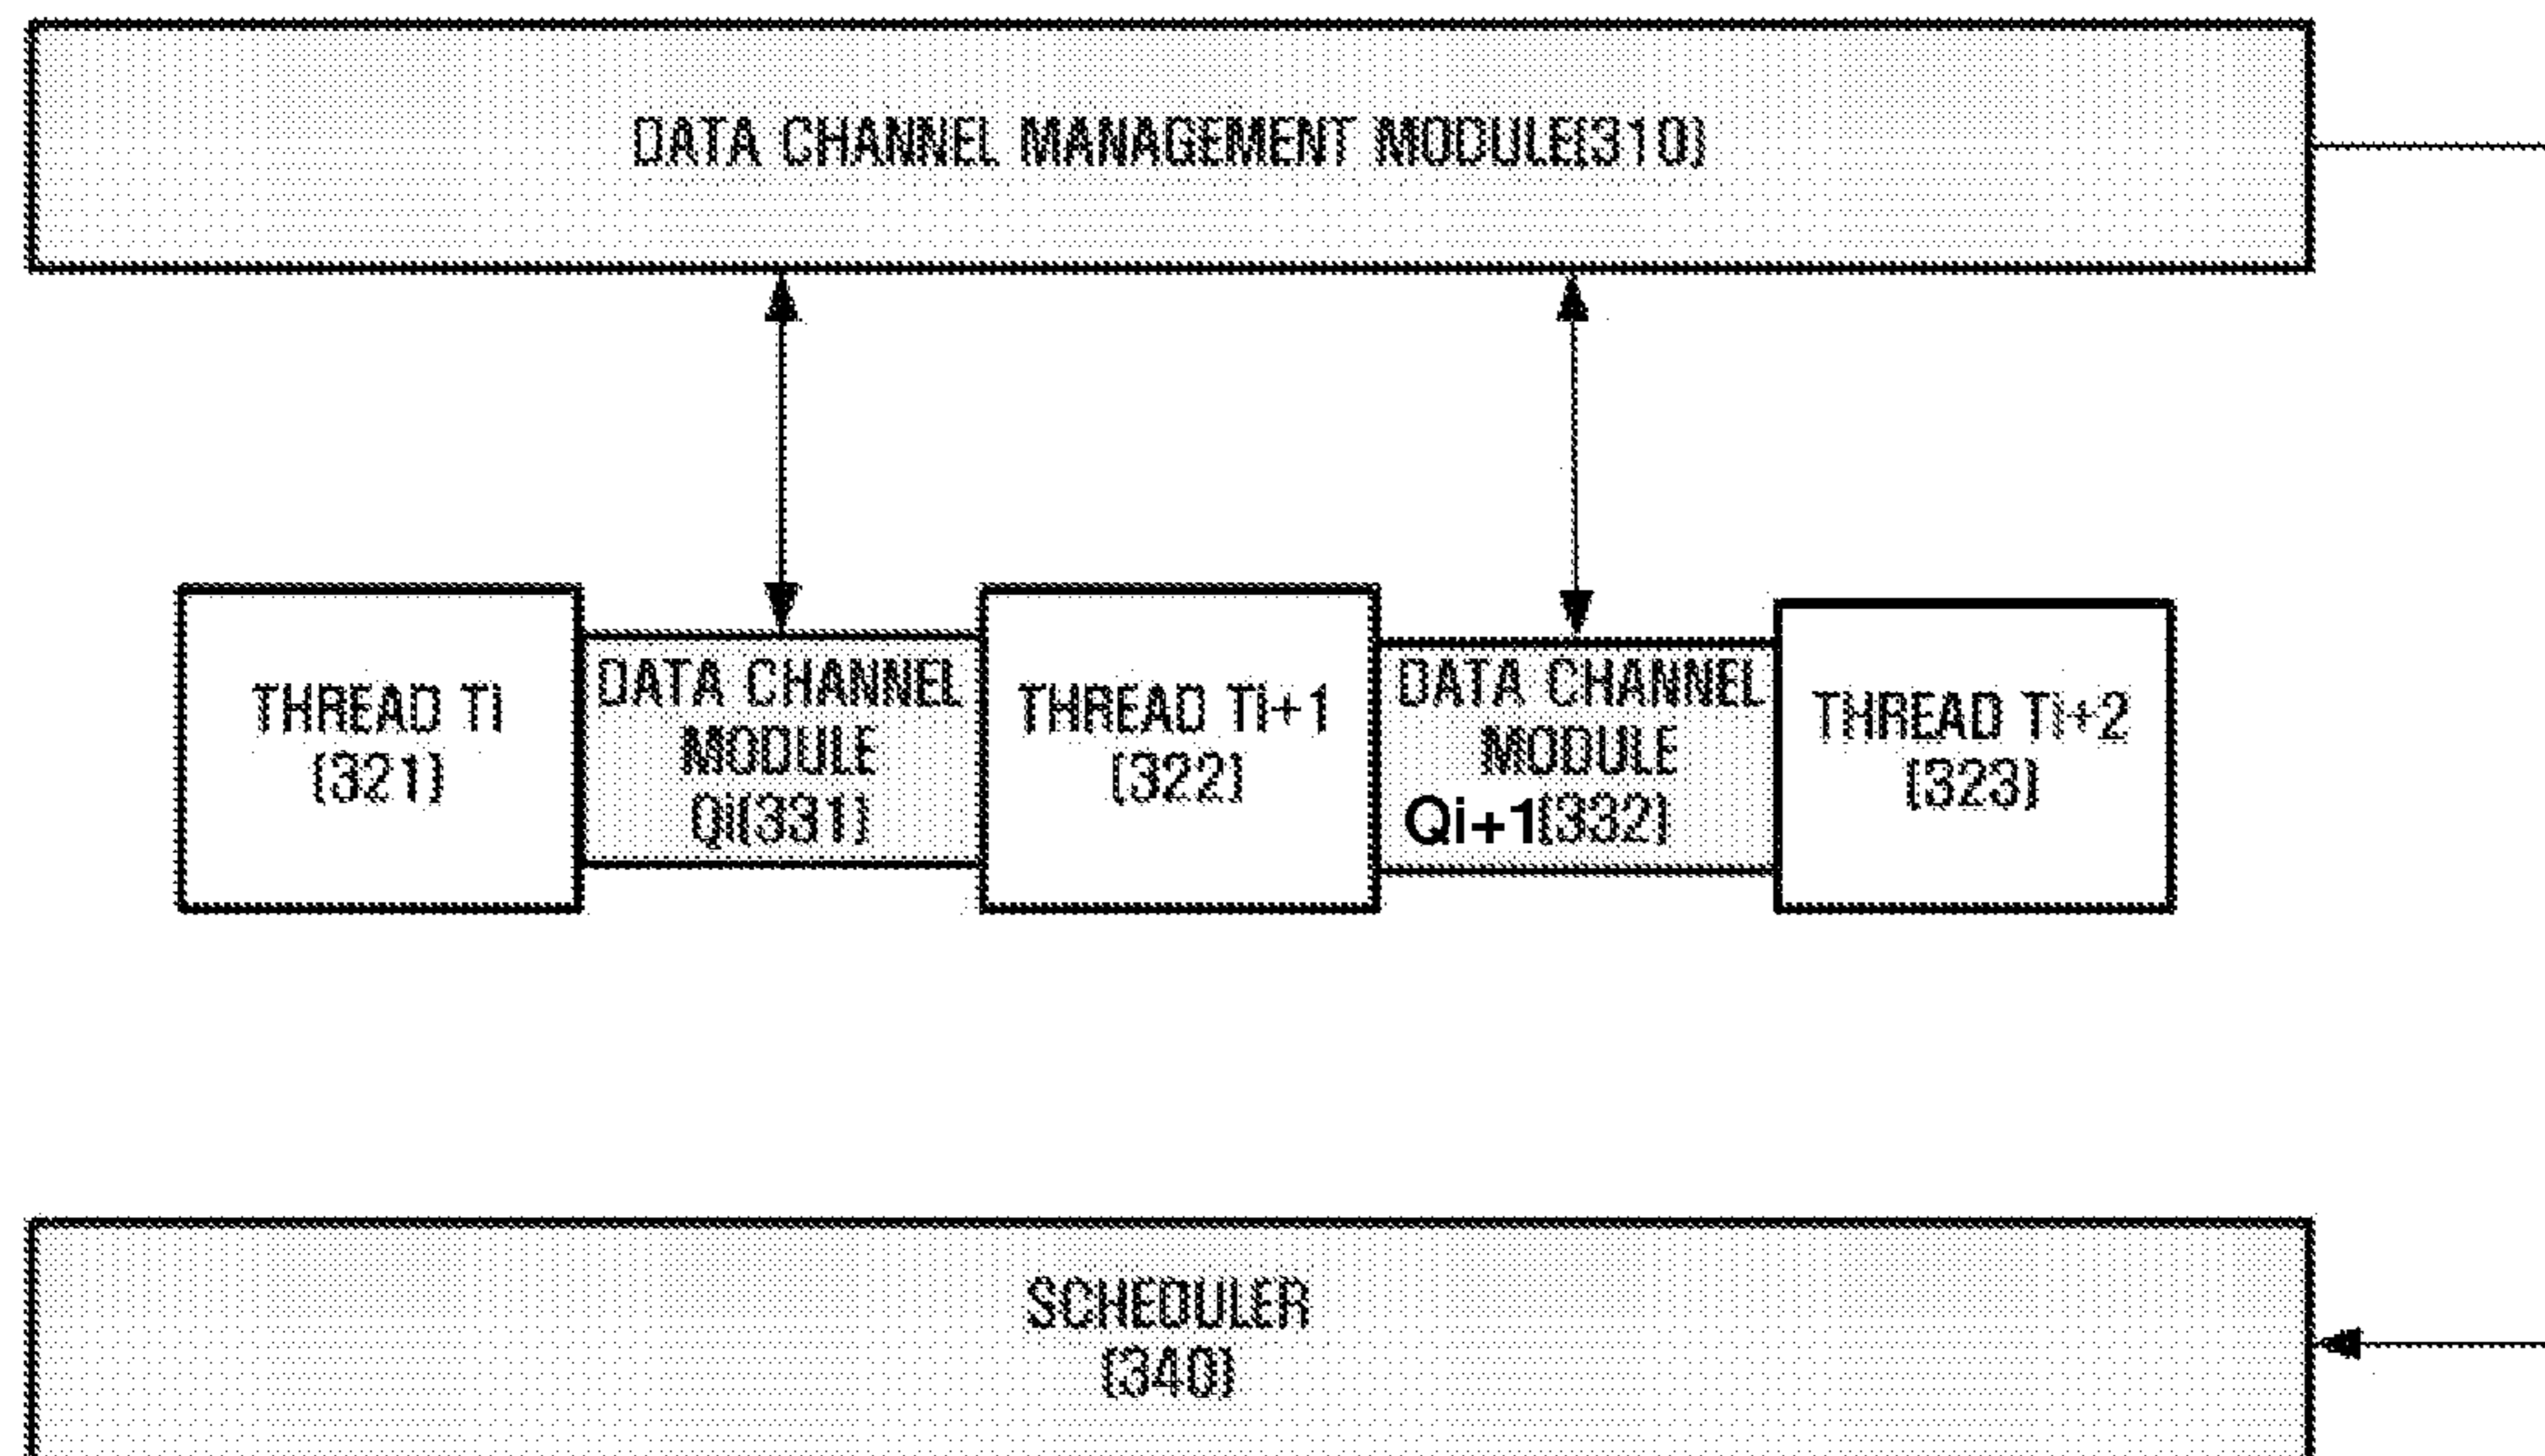 DATA CHANNEL MANAGEMENT MODULE(310)
THREAD Ti
(321)
DATA CHANNEL
MODULE
Qi(331)
THREAD Ti+1
(322)
DATA CHANNEL
MODULE
Qi+1(332)
THREAD Ti+2
(323)
SCHEDULER
(340)